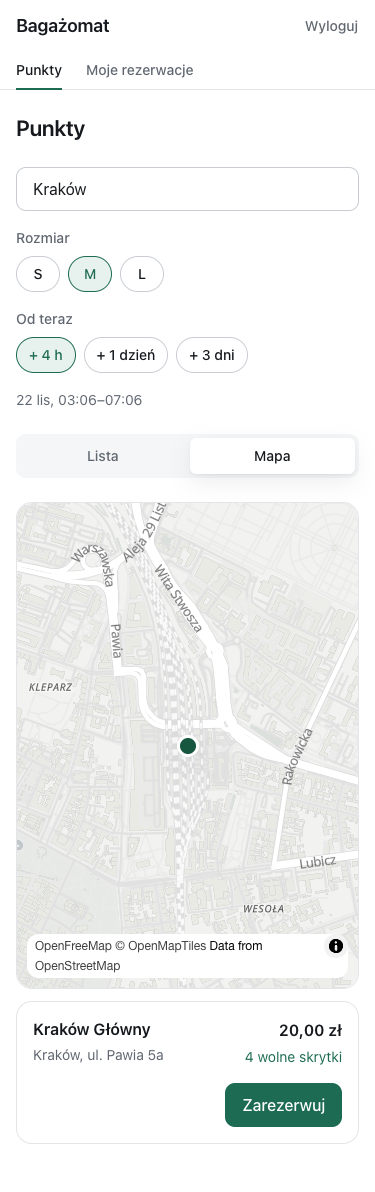 Bagażomat
Wyloguj
Punkty
Moje rezerwacje
Punkty
Kraków
Rozmiar
S
M
L
Od teraz
+ 4 h
+ 1 dzień
+ 3 dni
22 lis, 03:06–07:06
Lista
Mapa
Warszawska
Aleja 29 List
Wita Stwosza
Pawia
KLEPARZ
Rakowicka
Lubicz
WESOŁA
OpenFreeMap © OpenMapTiles Data from
OpenStreetMap
Kraków Główny
20,00 zł
Kraków, ul. Pawia 5a
4 wolne skrytki
Zarezerwuj